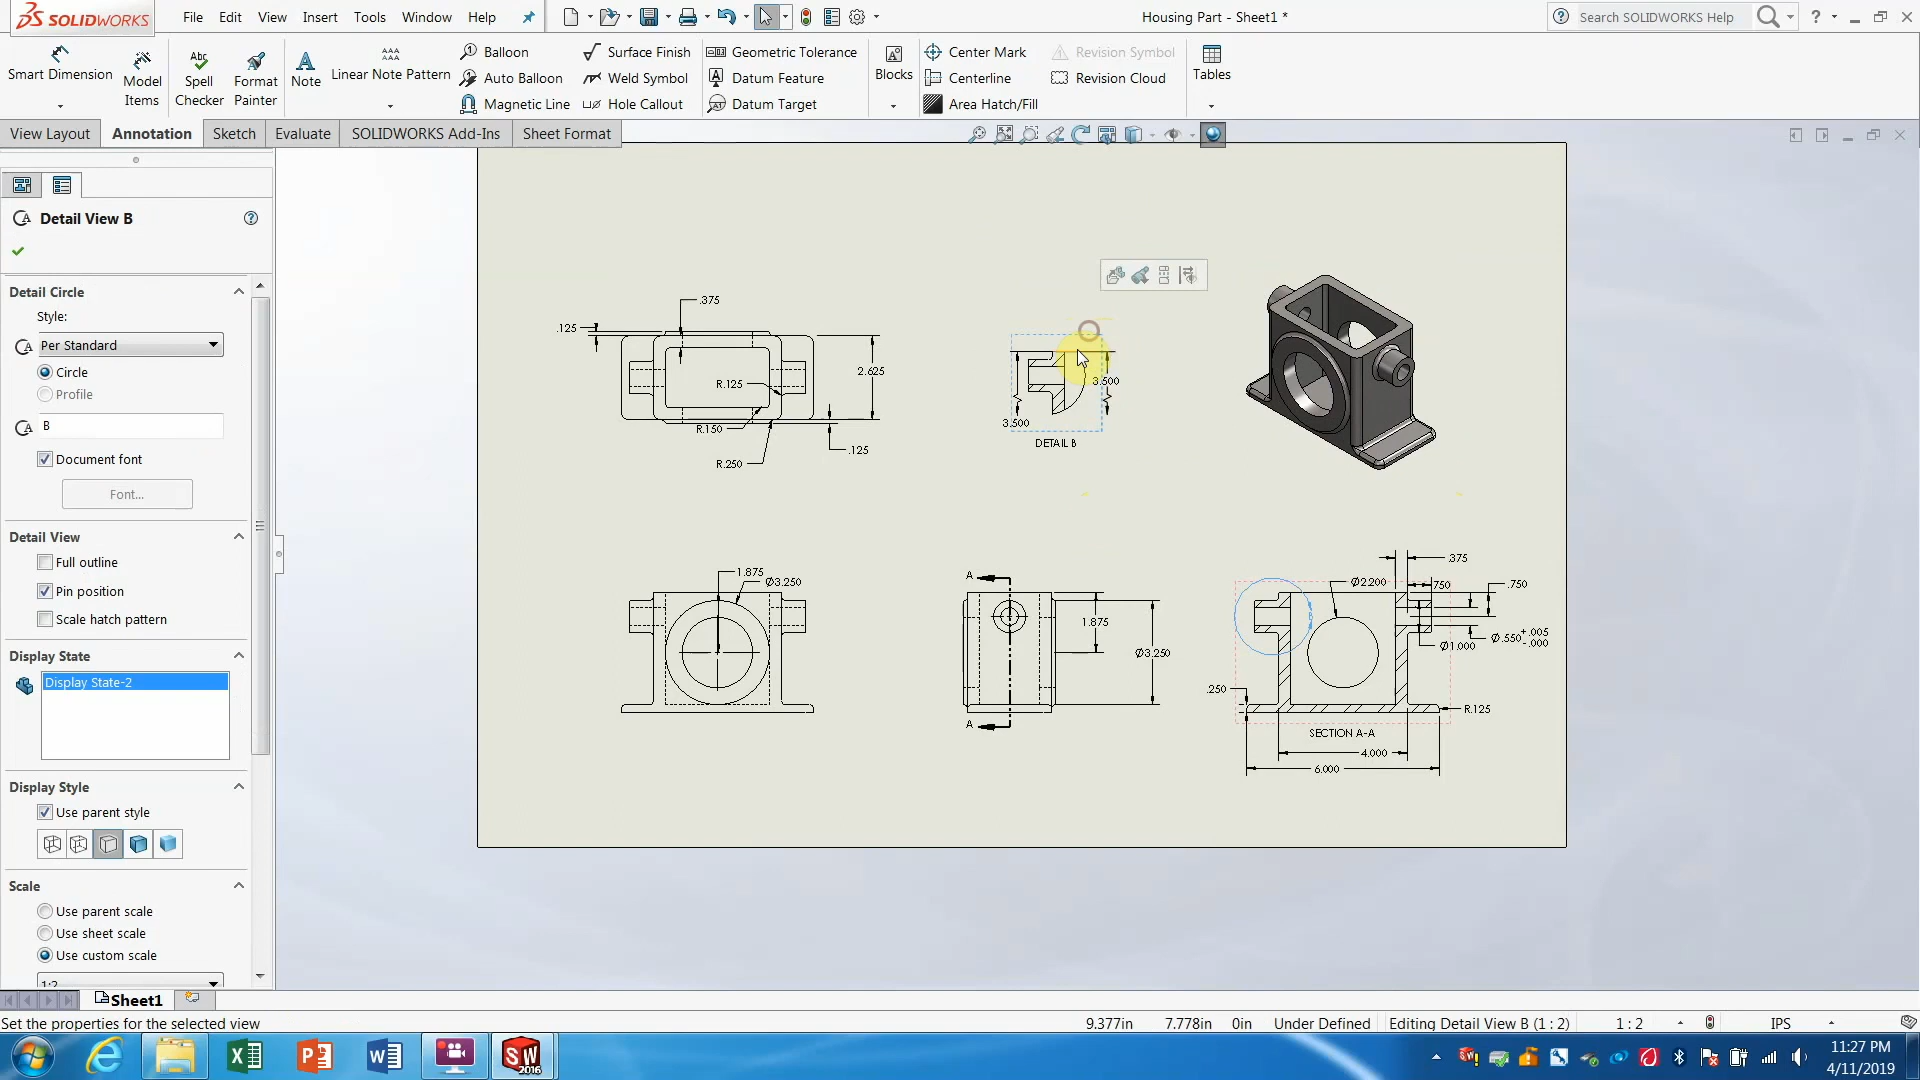 SOLIDWORKS
File Edit View Insert Tools Window Help
Housing Part - Sheet1 *
Search SOLIDWORKS Help
Smart Dimension
Model Items
Spell Checker
Format Painter
Note
Linear Note Pattern
Balloon
Auto Balloon
Magnetic Line
Surface Finish
Weld Symbol
Hole Callout
Geometric Tolerance
Datum Feature
Datum Target
Blocks
Center Mark
Centerline
Area Hatch/Fill
Revision Symbol
Revision Cloud
Tables
View Layout Annotation Sketch Evaluate SOLIDWORKS Add-Ins Sheet Format
Detail View B
Detail Circle
Style:
Per Standard
Circle
Profile
B
Document font
Font...
Detail View
Full outline
Pin position
Scale hatch pattern
Display State
Display State-2
Display Style
Use parent style
Scale
Use parent scale
Use sheet scale
Use custom scale
1:2
.375
.125
2.625
R.125
R.150
.125
R.250
3.500
3.500
DETAIL B
1.875
Ø3.250
A
1.875
Ø3.250
A
.375
Ø2.200
.750
.750
B
Ø.550 +.005 -.000
Ø1.000
.250
R.125
SECTION A-A
4.000
6.000
Sheet1
Set the properties for the selected view
9.377in 7.778in 0in Under Defined Editing Detail View B (1 : 2) 1 : 2 IPS
SW 2016
11:27 PM
4/11/2019